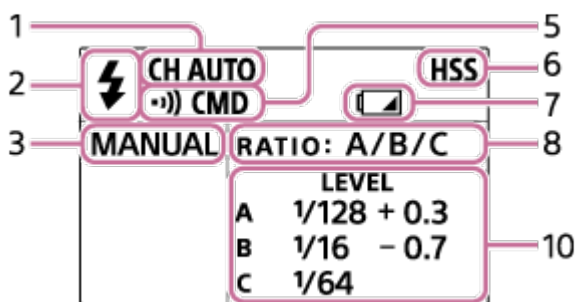 1
5
2
CH AUTO
HSS
6
•))) CMD
7
3
MANUAL
RATIO: A/B/C
8
LEVEL
A 1/128 + 0.3
B 1/16 − 0.7
10
C 1/64